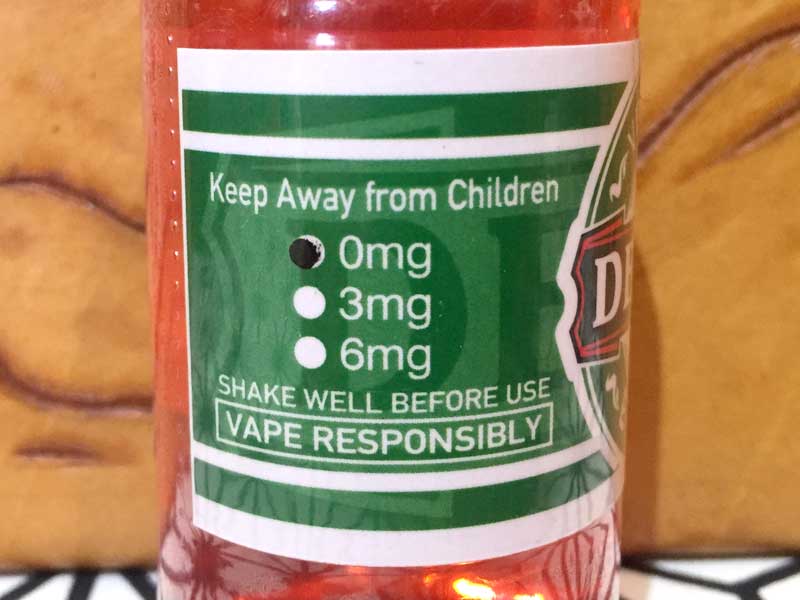 Keep Away from Children
0mg
3mg
6mg
SHAKE WELL BEFORE USE
VAPE RESPONSIBLY